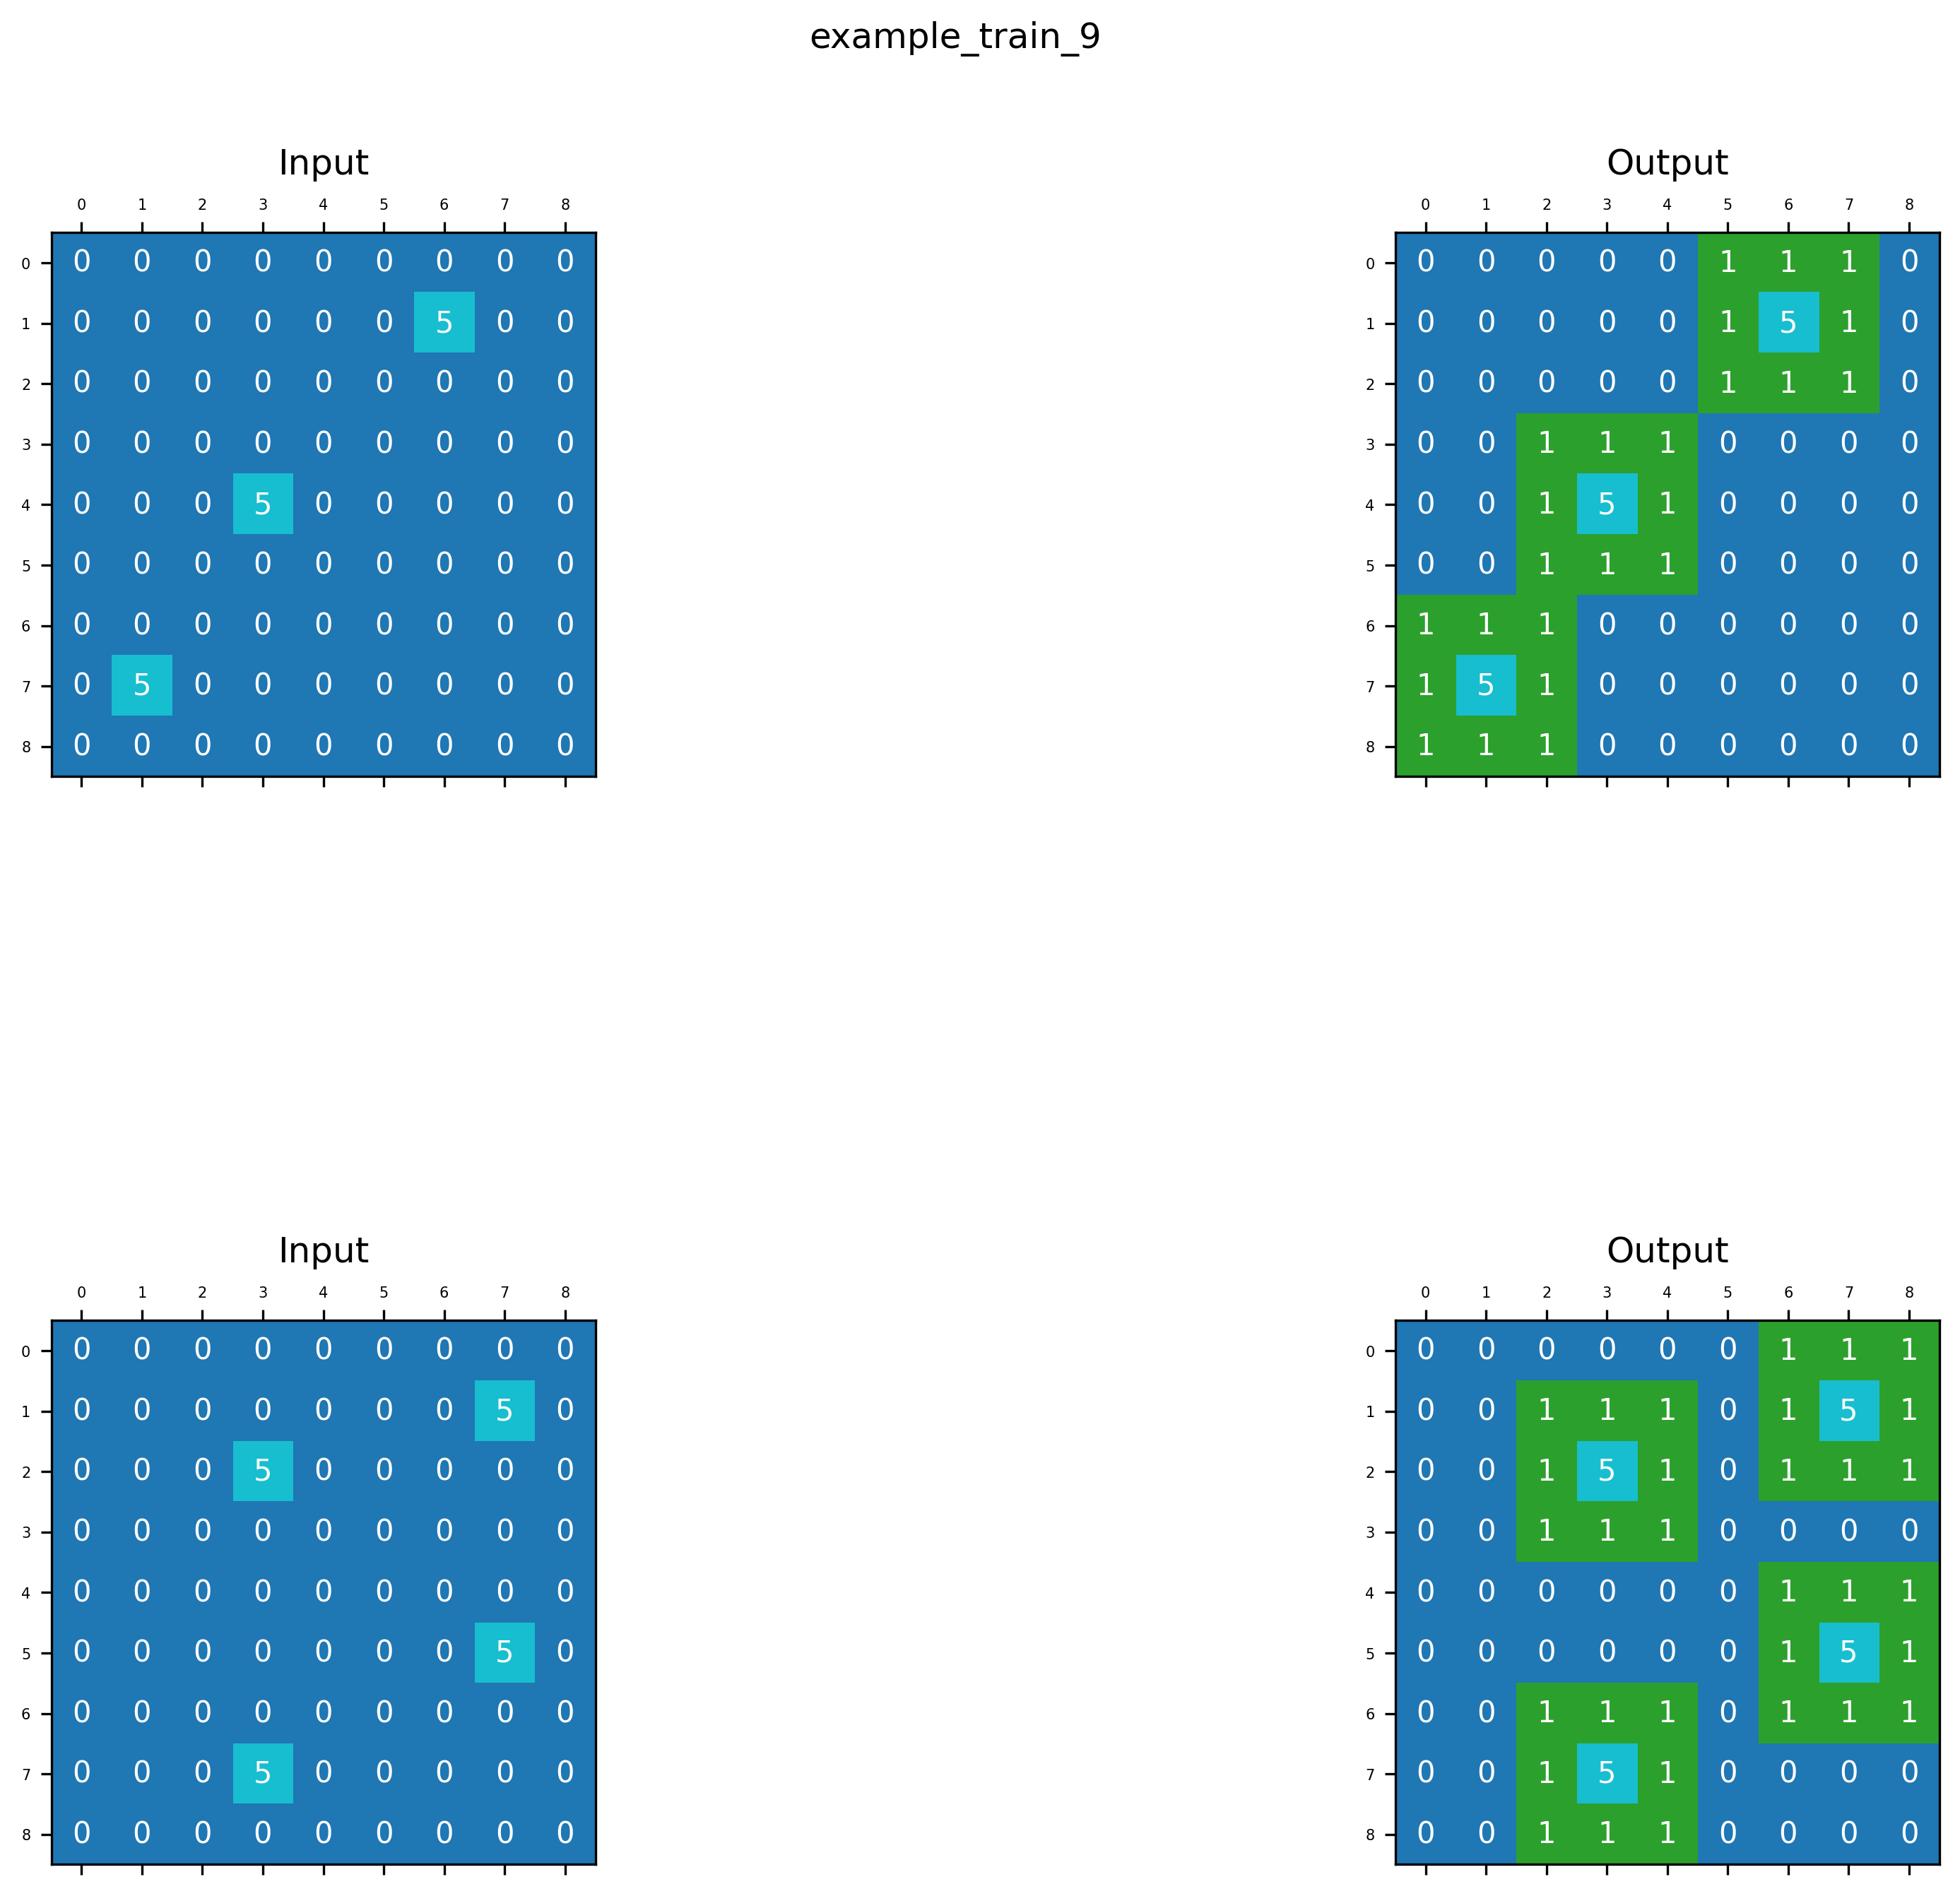 example_train_9
Input Output
0 1 2 3 4 5 6 7 8 0 1 2 3 4 5 6 7 8
0 0 0 0 0 0 0 0 0 0 0 0 0 0 0 0 1 1 1 0
1 0 0 0 0 0 0 5 0 0 1 0 0 0 0 0 1 5 1 0
2 0 0 0 0 0 0 0 0 0 2 0 0 0 0 0 1 1 1 0
3 0 0 0 0 0 0 0 0 0 3 0 0 1 1 1 0 0 0 0
4 0 0 0 5 0 0 0 0 0 4 0 0 1 5 1 0 0 0 0
5 0 0 0 0 0 0 0 0 0 5 0 0 1 1 1 0 0 0 0
6 0 0 0 0 0 0 0 0 0 6 1 1 1 0 0 0 0 0 0
7 0 5 0 0 0 0 0 0 0 7 1 5 1 0 0 0 0 0 0
8 0 0 0 0 0 0 0 0 0 8 1 1 1 0 0 0 0 0 0
Input Output
0 1 2 3 4 5 6 7 8 0 1 2 3 4 5 6 7 8
0 0 0 0 0 0 0 0 0 0 0 0 0 0 0 0 0 1 1 1
1 0 0 0 0 0 0 0 5 0 1 0 0 1 1 1 0 1 5 1
2 0 0 0 5 0 0 0 0 0 2 0 0 1 5 1 0 1 1 1
3 0 0 0 0 0 0 0 0 0 3 0 0 1 1 1 0 0 0 0
4 0 0 0 0 0 0 0 0 0 4 0 0 0 0 0 0 1 1 1
5 0 0 0 0 0 0 0 5 0 5 0 0 0 0 0 0 1 5 1
6 0 0 0 0 0 0 0 0 0 6 0 0 1 1 1 0 1 1 1
7 0 0 0 5 0 0 0 0 0 7 0 0 1 5 1 0 0 0 0
8 0 0 0 0 0 0 0 0 0 8 0 0 1 1 1 0 0 0 0